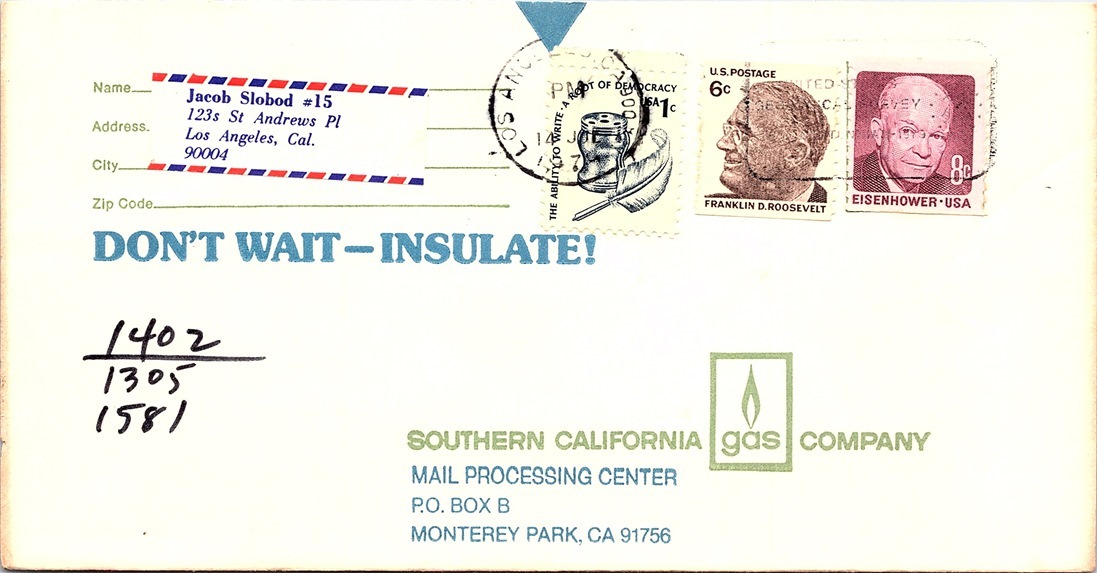 Name
Address.
City
Zip Code
Jacob Slobod #15
123s St Andrews Pl
Los Angeles, Cal.
90004
LOS ANG
PM
THE ABILITY TO WRITE · A ROOT OF DEMOCRACY
USA 1c
U.S. POSTAGE
6c
FRANKLIN D. ROOSEVELT
8c
EISENHOWER · USA
DON'T WAIT—INSULATE!
1402
1305
1581
SOUTHERN CALIFORNIA gas COMPANY
MAIL PROCESSING CENTER
P.O. BOX B
MONTEREY PARK, CA 91756